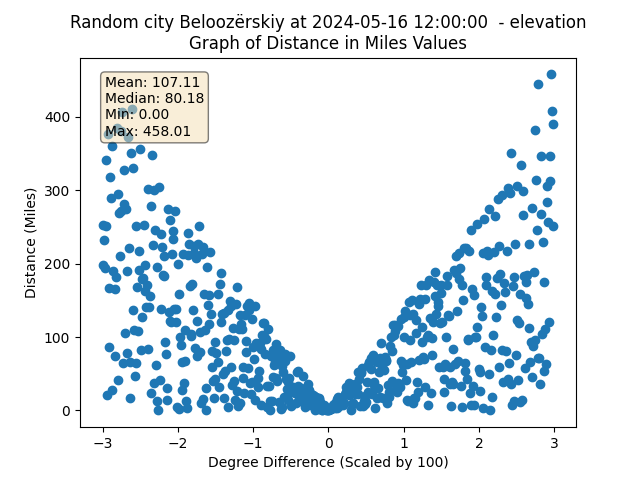 Random city Beloozërskiy at 2024-05-16 12:00:00  - elevation
Graph of Distance in Miles Values
Mean: 107.11
Median: 80.18
Min: 0.00
Max: 458.01
400
300
200
100
0
Distance (Miles)
−3 −2 −1 0 1 2 3
Degree Difference (Scaled by 100)